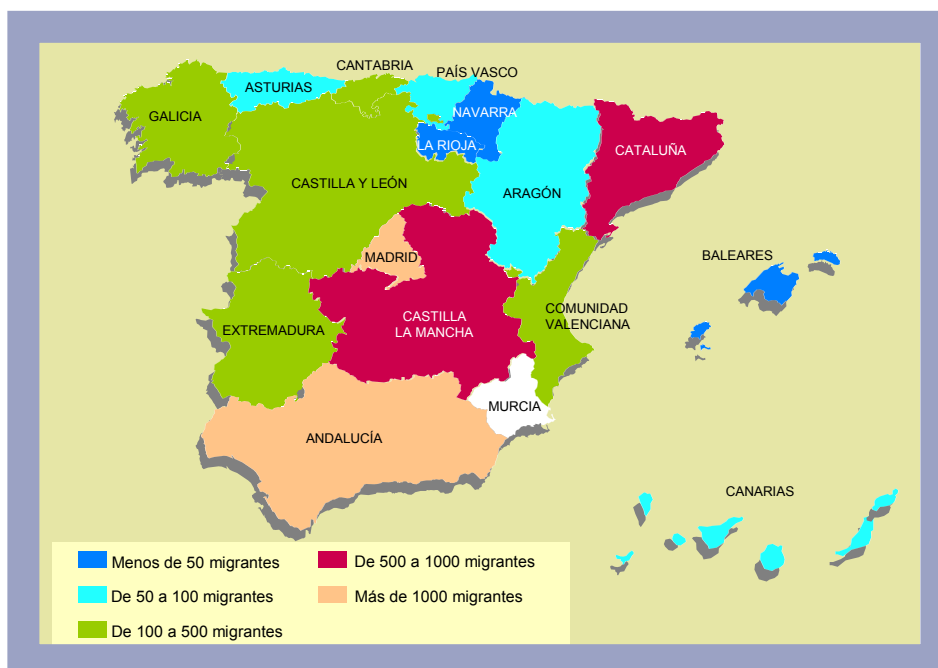 CANTABRIA
PAÍS VASCO
ASTURIAS
GALICIA
NAVARRA
LA RIOJA
CATALUÑA
CASTILLA Y LEÓN
ARAGÓN
MADRID
BALEARES
EXTREMADURA
CASTILLA
LA MANCHA
COMUNIDAD
VALENCIANA
MURCIA
ANDALUCÍA
CANARIAS
Menos de 50 migrantes
De 50 a 100 migrantes
De 100 a 500 migrantes
De 500 a 1000 migrantes
Más de 1000 migrantes